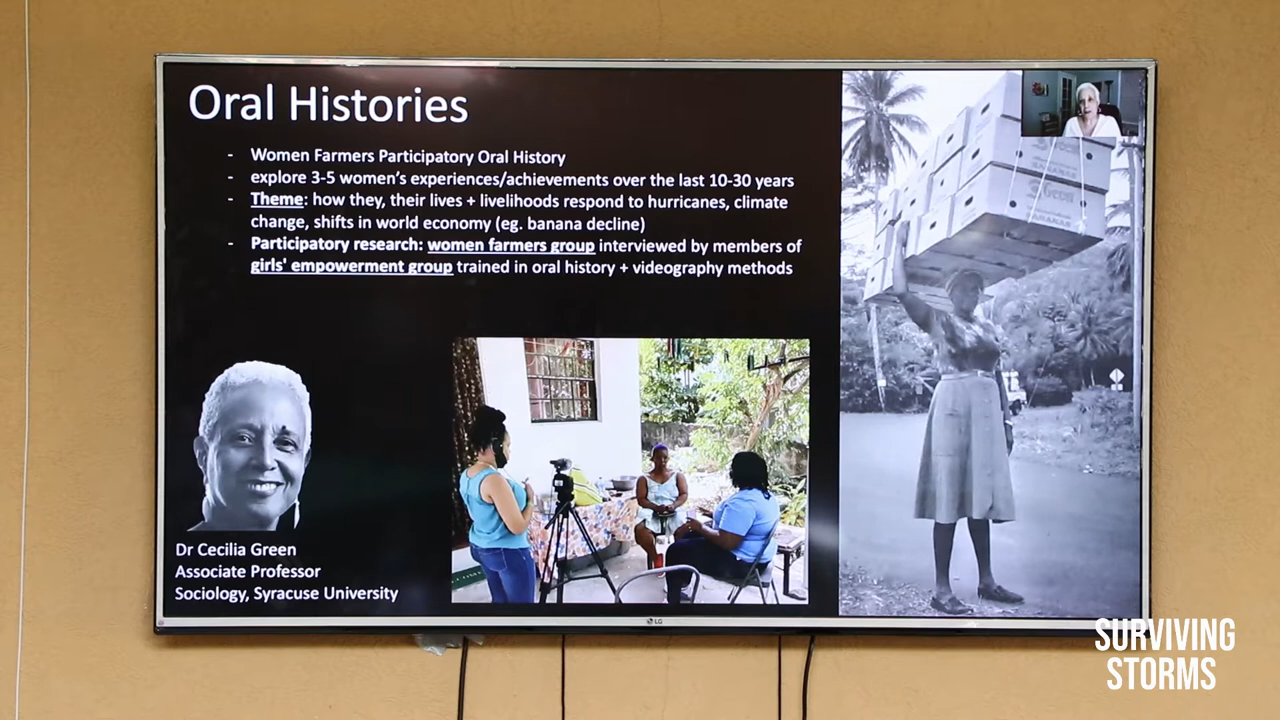 Oral Histories
- Women Farmers Participatory Oral History
- explore 3-5 women's experiences/achievements over the last 10-30 years
- Theme: how they, their lives + livelihoods respond to hurricanes, climate
change, shifts in world economy (eg. banana decline)
- Participatory research: women farmers group interviewed by members of
girls' empowerment group trained in oral history + videography methods
Dr Cecilia Green
Associate Professor
Sociology, Syracuse University
Geest
BANANAS
LG
SURVIVING
STORMS